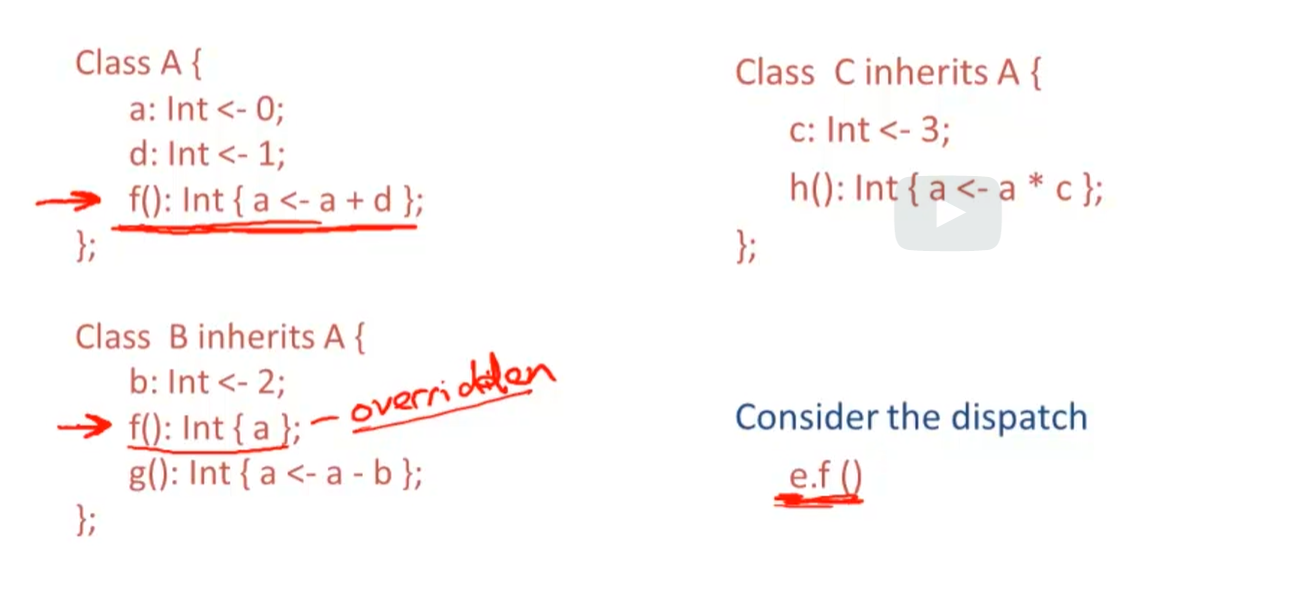 Class A {
a: Int <- 0;
d: Int <- 1;
f(): Int { a <- a + d };
};
Class B inherits A {
b: Int <- 2;
f(): Int { a }; - overridden
g(): Int { a <- a - b };
};
Class C inherits A {
c: Int <- 3;
h(): Int { a <- a * c };
};
Consider the dispatch
e.f ()